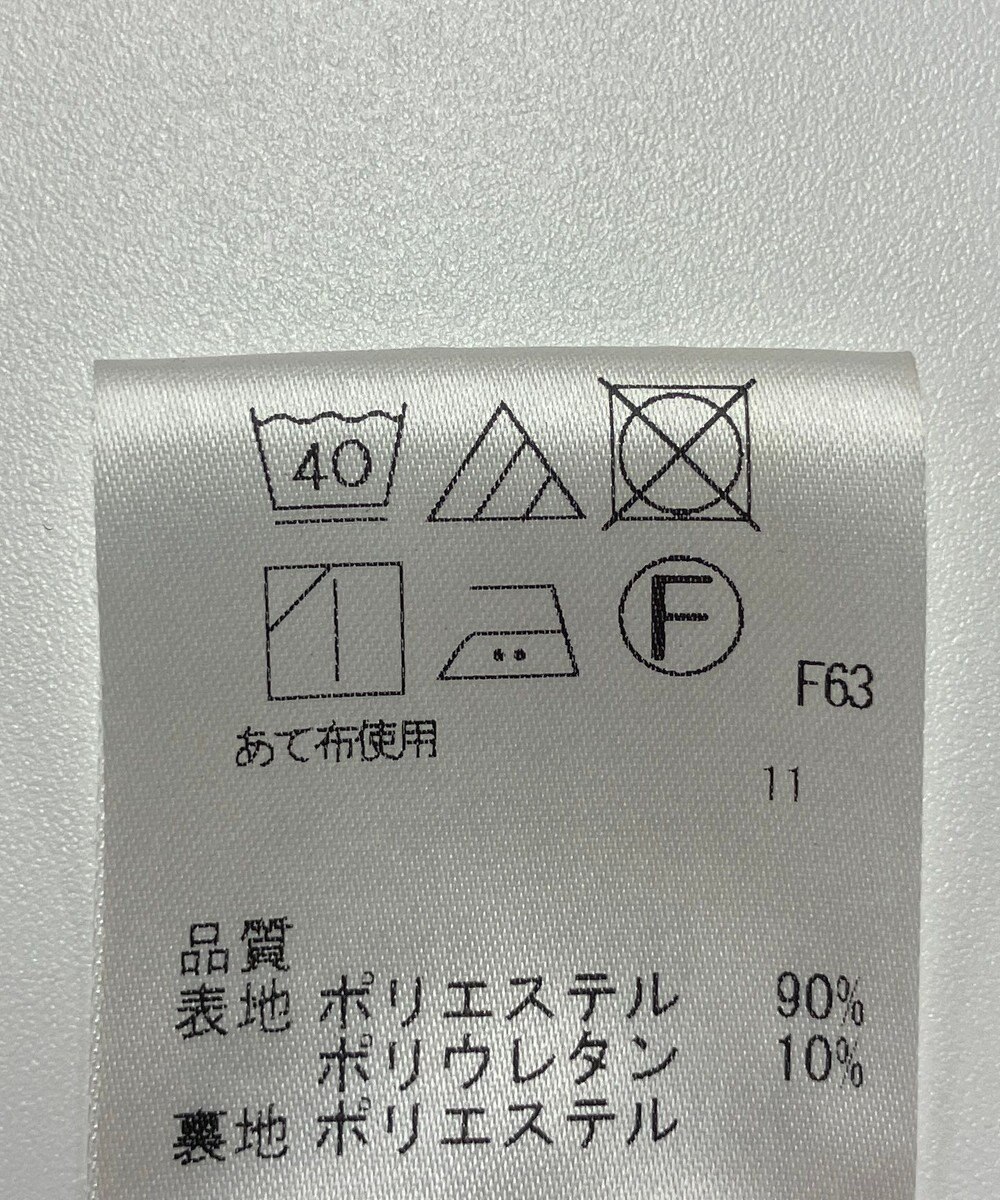 40
F
F63
あて布使用
11
品質
表地 ポリエステル 90%
ポリウレタン 10%
裏地 ポリエステル